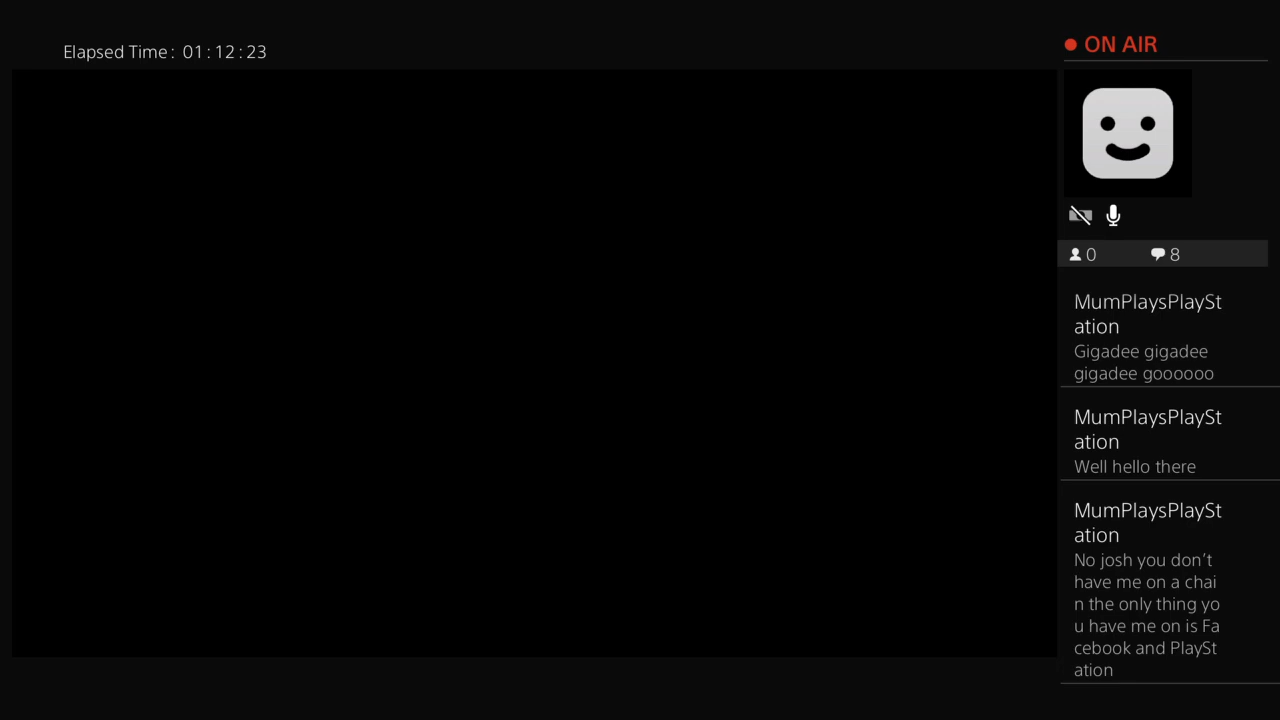 Elapsed Time: 01:12:23
ON AIR
0 8
MumPlaysPlaySt
ation
Gigadee gigadee
gigadee goooooo
MumPlaysPlaySt
ation
Well hello there
MumPlaysPlaySt
ation
No josh you don’t
have me on a chai
n the only thing yo
u have me on is Fa
cebook and PlaySt
ation